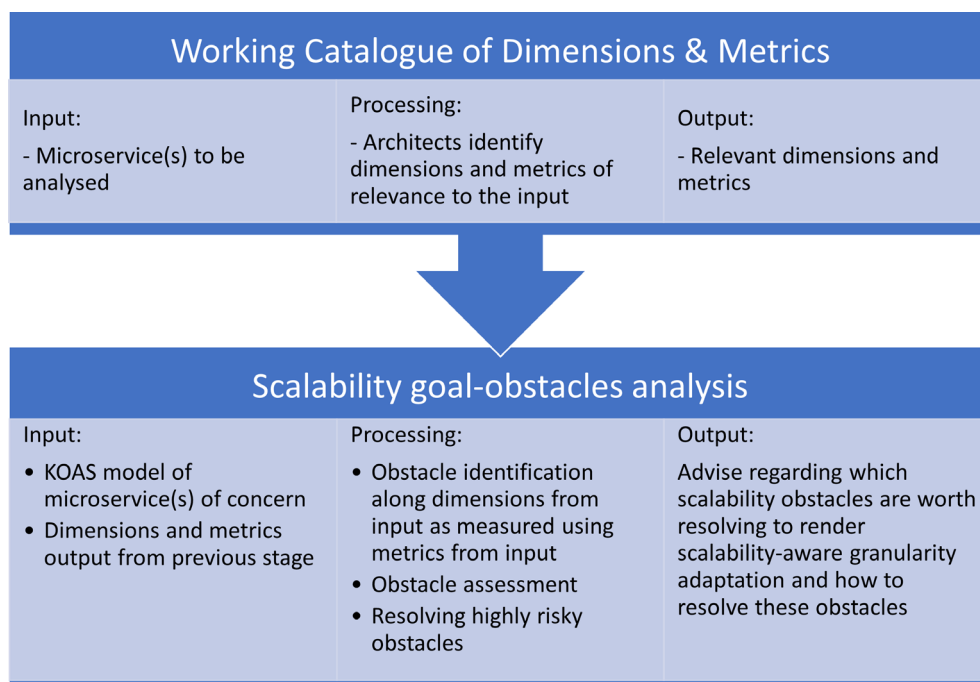 Working Catalogue of Dimensions & Metrics
Input:
- Microservice(s) to be
analysed
Processing:
- Architects identify
dimensions and metrics of
relevance to the input
Output:
- Relevant dimensions and
metrics
Scalability goal-obstacles analysis
Input:
• KOAS model of
microservice(s) of concern
• Dimensions and metrics
output from previous stage
Processing:
• Obstacle identification
along dimensions from
input as measured using
metrics from input
• Obstacle assessment
• Resolving highly risky
obstacles
Output:
Advise regarding which
scalability obstacles are worth
resolving to render
scalability-aware granularity
adaptation and how to
resolve these obstacles